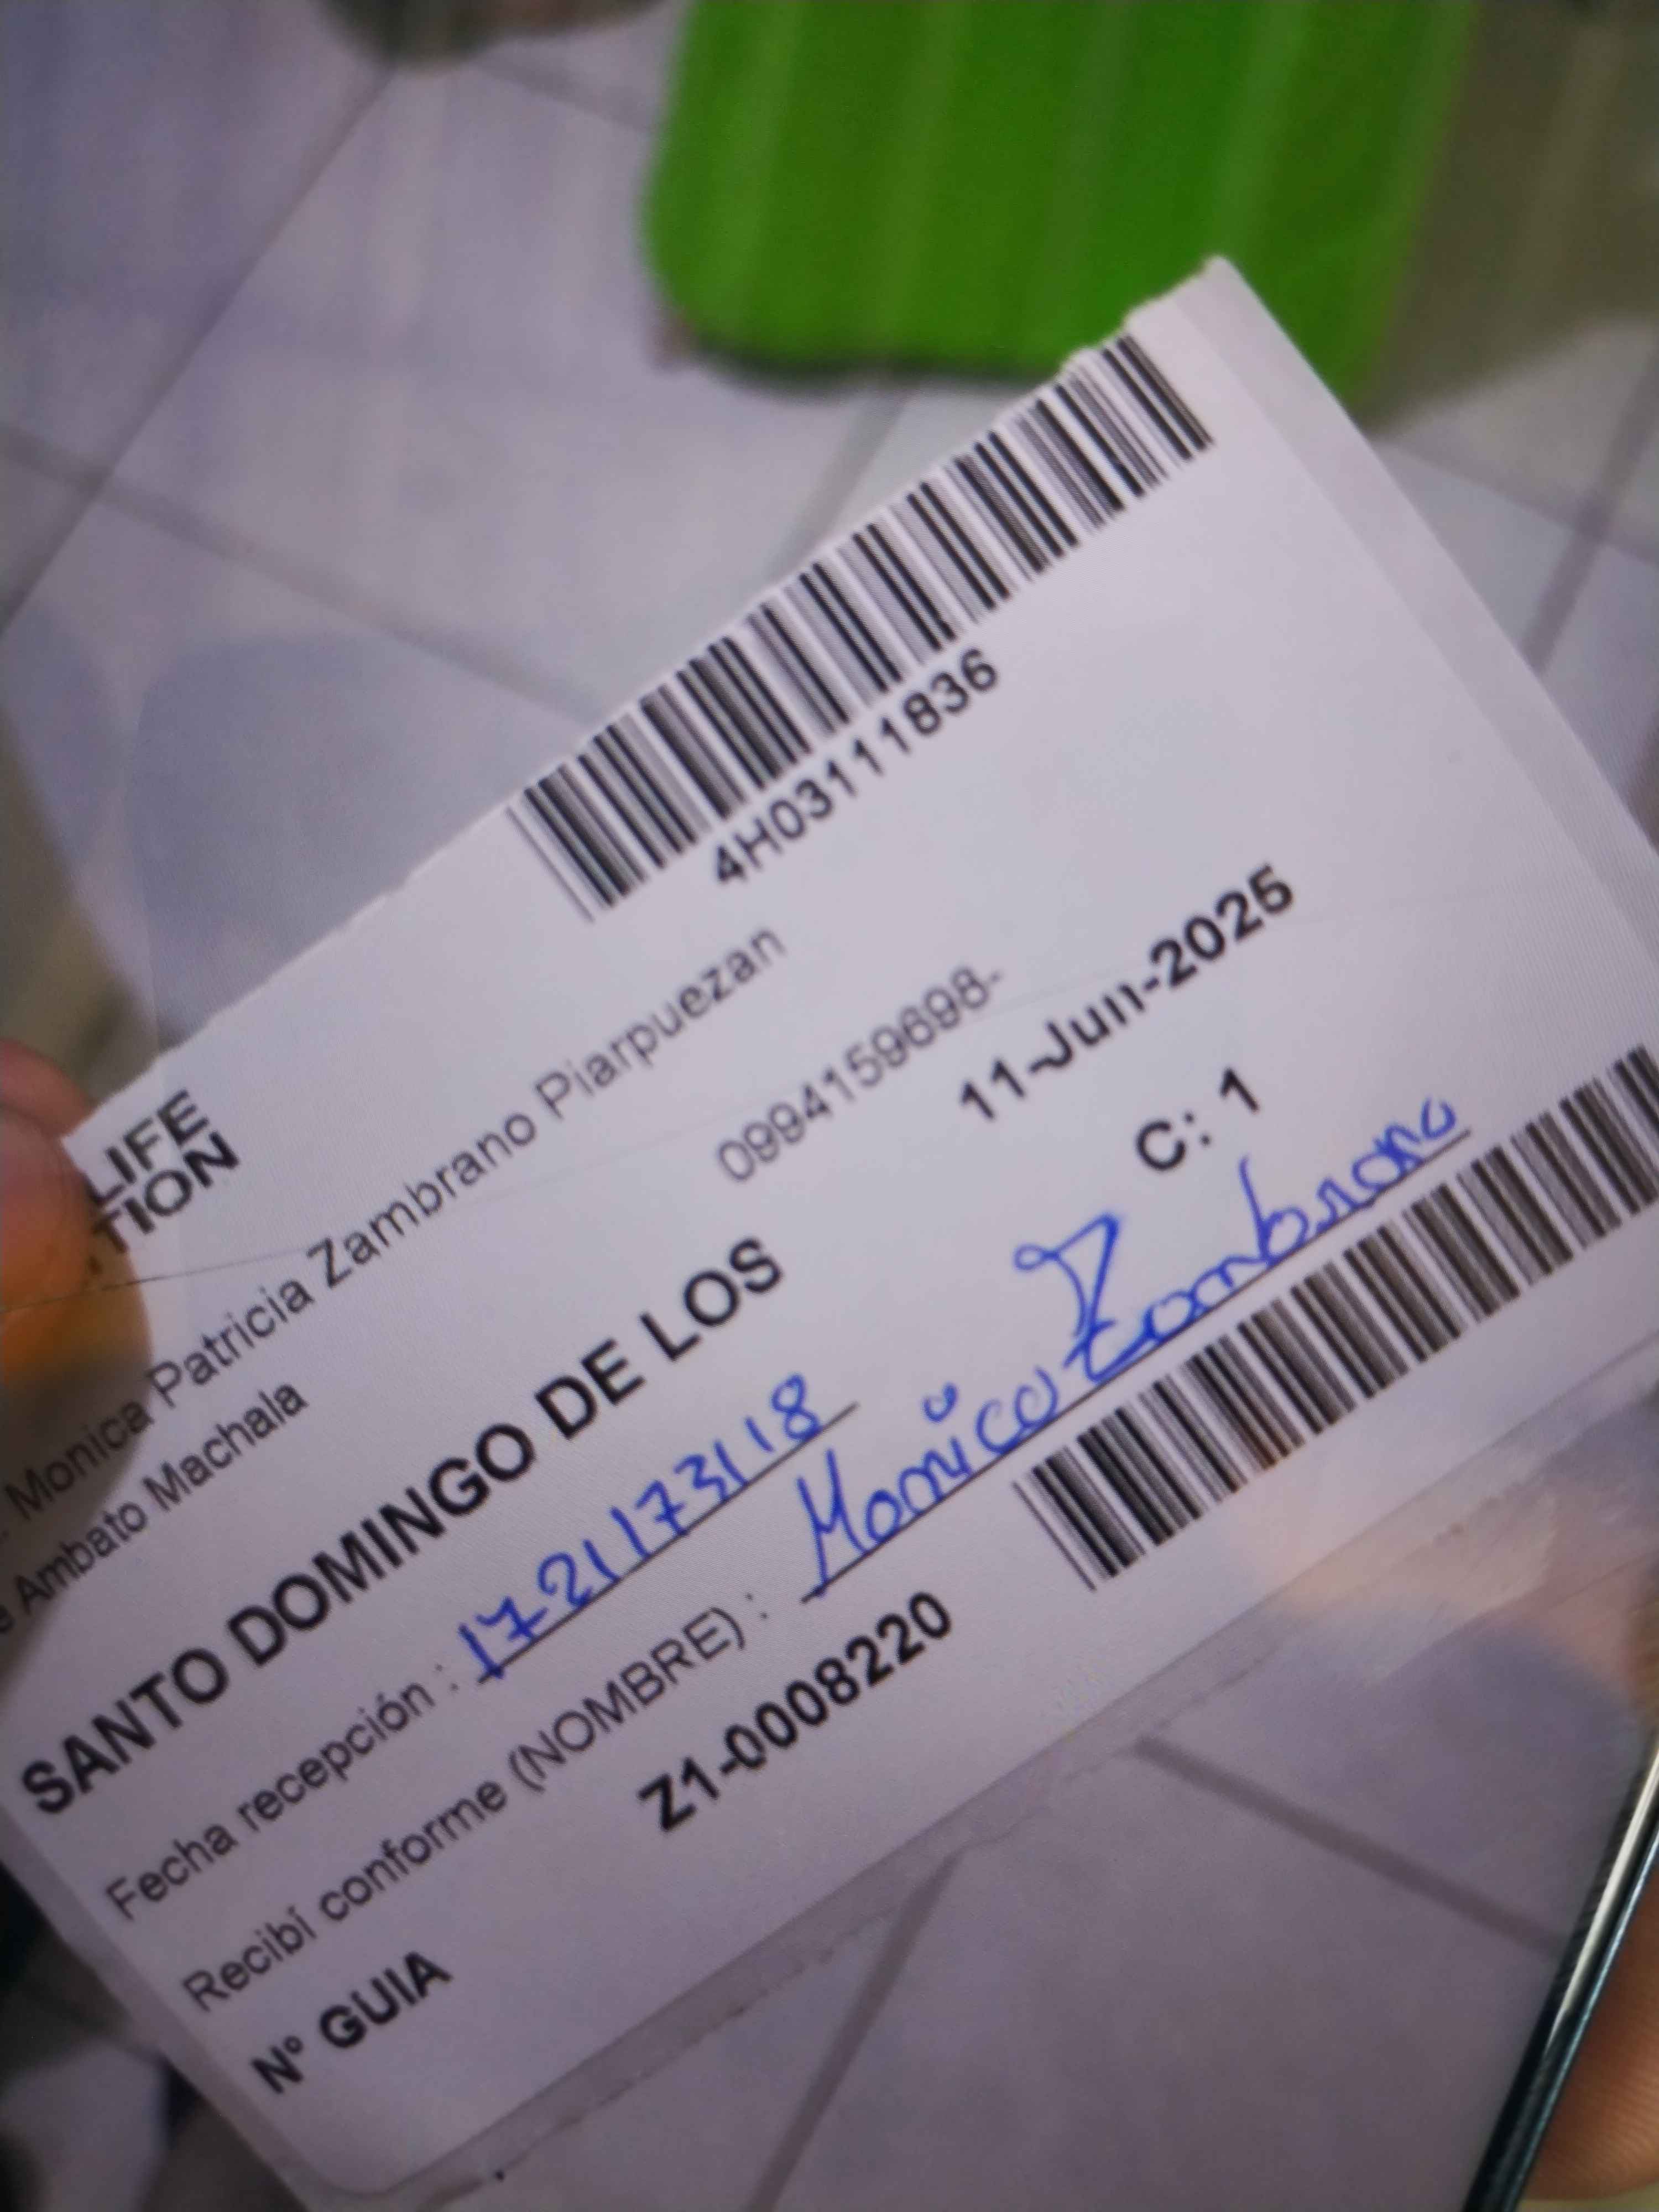 4H03111836
LIFE
TION
Monica Patricia Zambrano Piarpuezan
Ambato Machala
0994159698-
SANTO DOMINGO DE LOS
11-Jun-2025
C: 1
Fecha recepción : 1721173118
Recibí conforme (NOMBRE) : Monica Zambrano
Nº GUIA
Z1-0008220